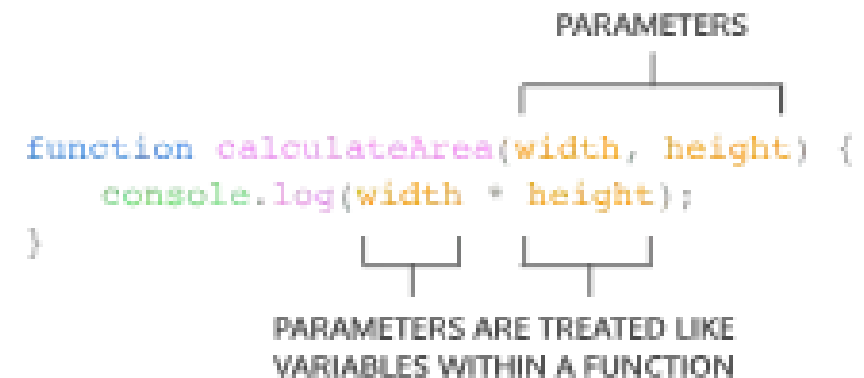 PARAMETERS
function calculateArea(width, height) {
console.log(width * height);
}
PARAMETERS ARE TREATED LIKE
VARIABLES WITHIN A FUNCTION